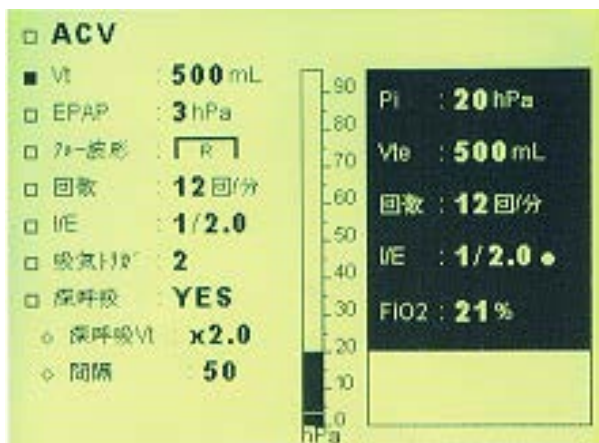 ACV
Vt : 500 mL
EPAP : 3 hPa
フロー波形 : R
回数 : 12 回/分
I/E : 1/2.0
吸気トリガ : 2
深呼吸 : YES
深呼吸Vt : x2.0
間隔 : 50
90
80
70
60
50
40
30
20
10
0
hPa
Pi : 20 hPa
Vte : 500 mL
回数 : 12 回/分
I/E : 1/2.0
FIO2 : 21 %